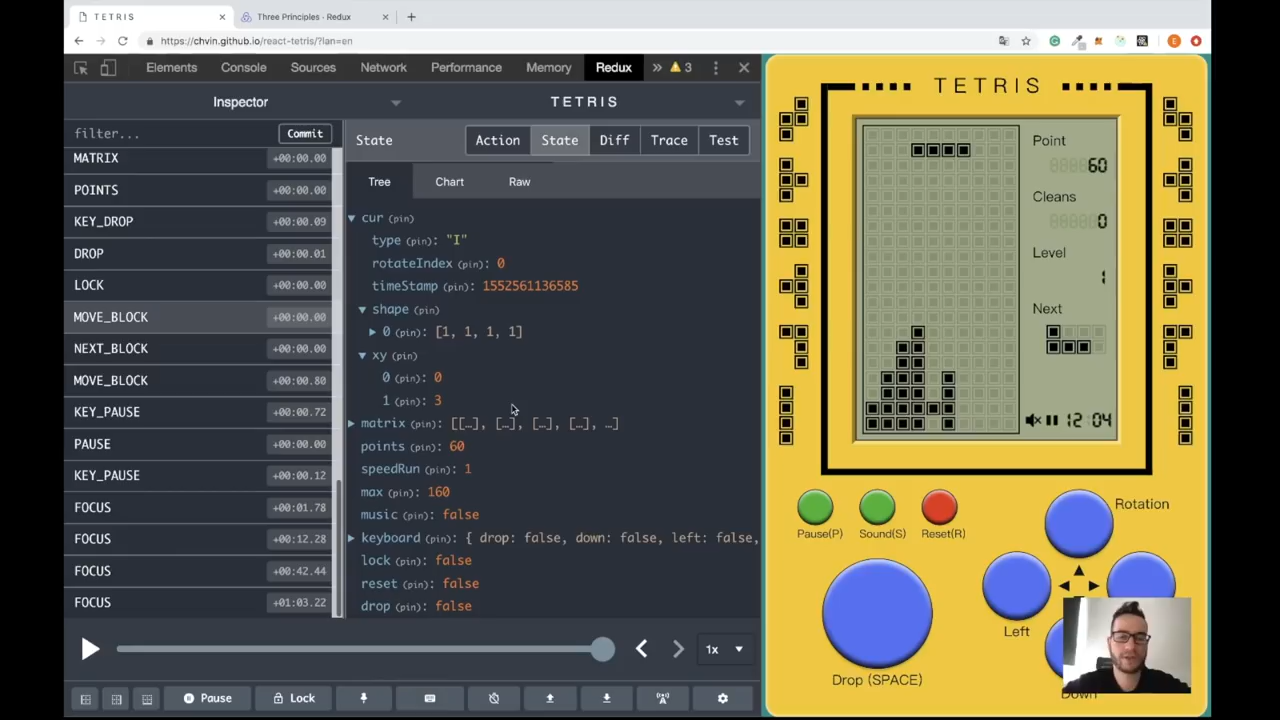 T E T R I S
Three Principles · Redux
https://chvin.github.io/react-tetris/?lan=en
Elements Console Sources Network Performance Memory Redux » 3
Inspector
T E T R I S
filter...
Commit
State
Action State Diff Trace Test
Tree Chart Raw
MATRIX +00:00.00
POINTS +00:00.00
KEY_DROP +00:00.09
DROP +00:00.01
LOCK +00:00.00
MOVE_BLOCK +00:00.00
NEXT_BLOCK +00:00.00
MOVE_BLOCK +00:00.80
KEY_PAUSE +00:00.72
PAUSE +00:00.00
KEY_PAUSE +00:00.12
FOCUS +00:01.78
FOCUS +00:12.28
FOCUS +00:42.44
FOCUS +01:03.22
cur (pin)
type (pin): "I"
rotateIndex (pin): 0
timeStamp (pin): 1552561136585
shape (pin)
0 (pin): [1, 1, 1, 1]
xy (pin)
0 (pin): 0
1 (pin): 3
matrix (pin): [[…], […], […], […], …]
points (pin): 60
speedRun (pin): 1
max (pin): 160
music (pin): false
keyboard (pin): { drop: false, down: false, left: false,
lock (pin): false
reset (pin): false
drop (pin): false
1x
Pause
Lock
T E T R I S
Point
60
Cleans
0
Level
1
Next
12:04
Rotation
Pause(P) Sound(S) Reset(R)
Left
Drop (SPACE)
Down